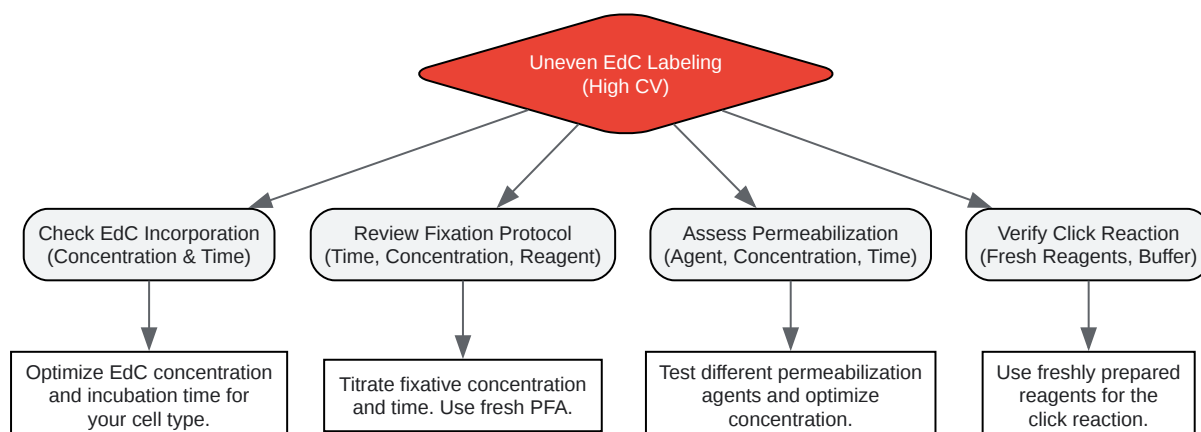 Uneven EdC Labeling
(High CV)
Check EdC Incorporation
(Concentration & Time)
Review Fixation Protocol
(Time, Concentration, Reagent)
Assess Permeabilization
(Agent, Concentration, Time)
Verify Click Reaction
(Fresh Reagents, Buffer)
Optimize EdC concentration
and incubation time for
your cell type.
Titrate fixative concentration
and time. Use fresh PFA.
Test different permeabilization
agents and optimize
concentration.
Use freshly prepared
reagents for the
click reaction.